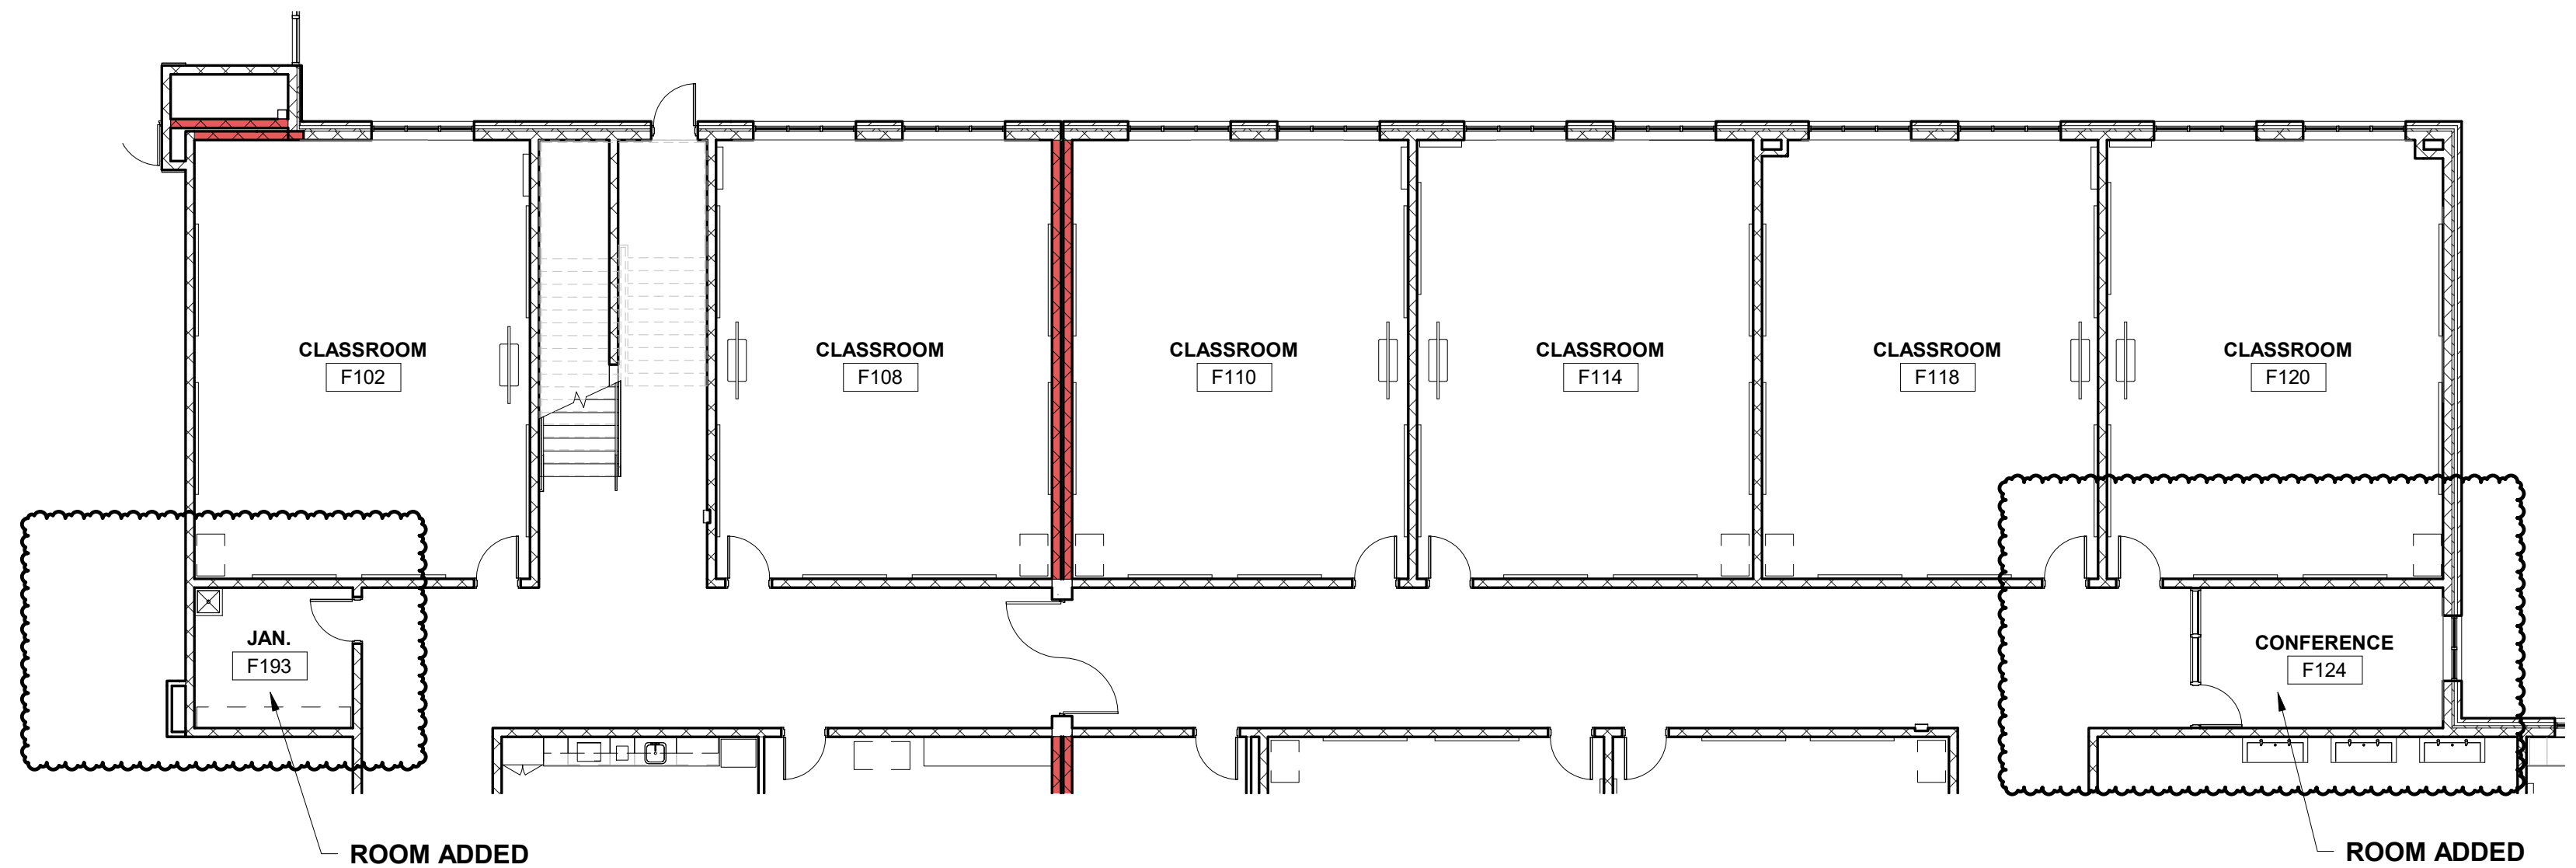 CLASSROOM
F102
CLASSROOM
F108
CLASSROOM
F110
CLASSROOM
F114
CLASSROOM
F118
CLASSROOM
F120
JAN.
F193
CONFERENCE
F124
ROOM ADDED
ROOM ADDED